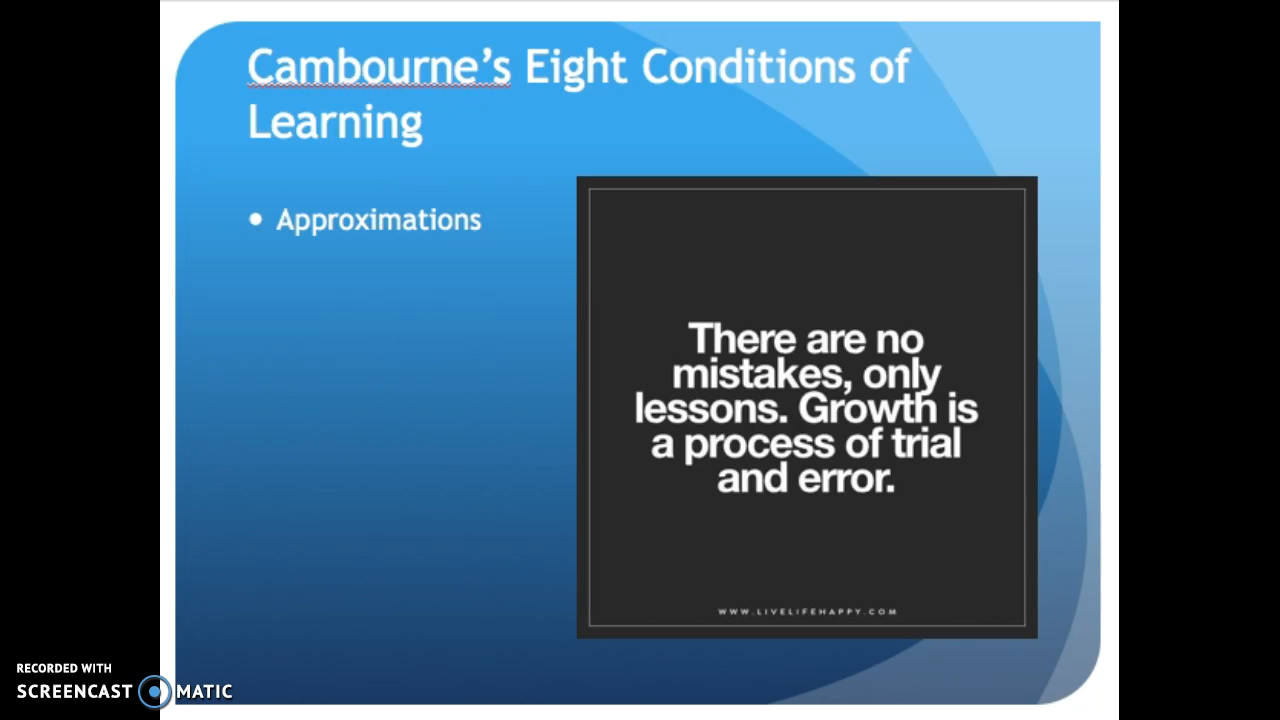 Cambourne's Eight Conditions of
Learning
• Approximations
There are no
mistakes, only
lessons. Growth is
a process of trial
and error.
WWW.LIVELIFEHAPPY.COM
RECORDED WITH
SCREENCAST MATIC